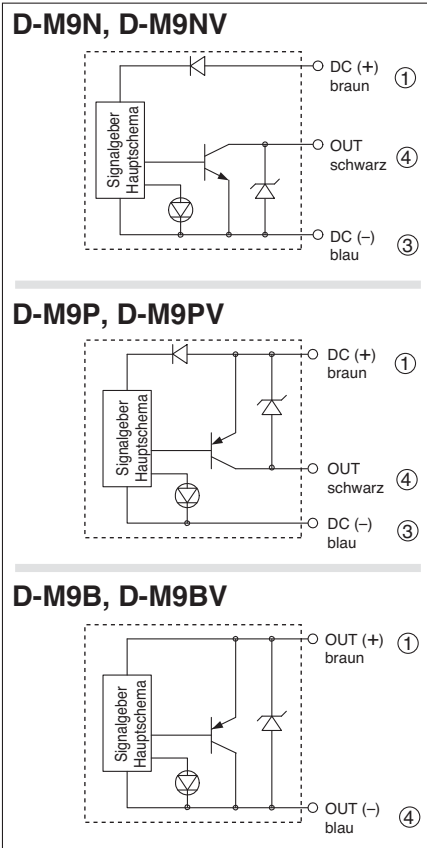 D-M9N, D-M9NV
DC (+)
braun
①
Signalgeber
Hauptschema
OUT
schwarz
④
DC (–)
blau
③
D-M9P, D-M9PV
DC (+)
braun
①
Signalgeber
Hauptschema
OUT
schwarz
④
DC (–)
blau
③
D-M9B, D-M9BV
OUT (+)
braun
①
Signalgeber
Hauptschema
OUT (–)
blau
④